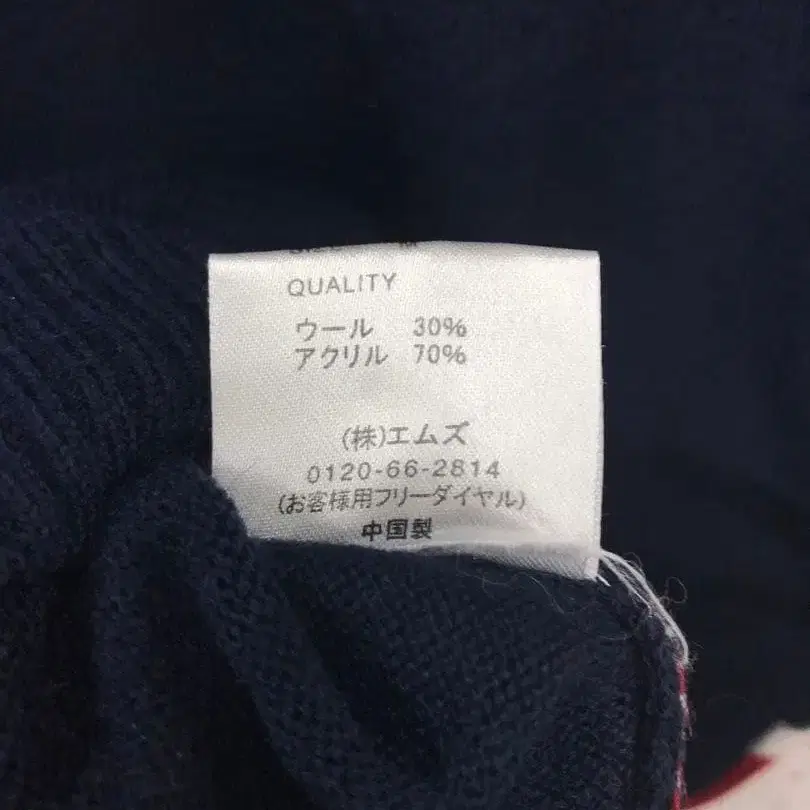 QUALITY
ウール 30%
アクリル 70%
(株)エムズ
0120-66-2814
(お客様用フリーダイヤル)
中国製